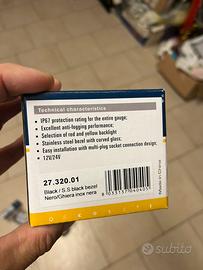 Technical characteristics
• IP67 protection rating for the entire gauge;
• Excellent anti-fogging performance;
• Selection of red and yellow backlight
• Stainless steel bezel with curved glass;
• Easy installation with multi-plug socket connection design.
• 12V/24V
27.320.01
Black / S.S black bezel
Nero/Ghiera inox nera
Made in China
subito